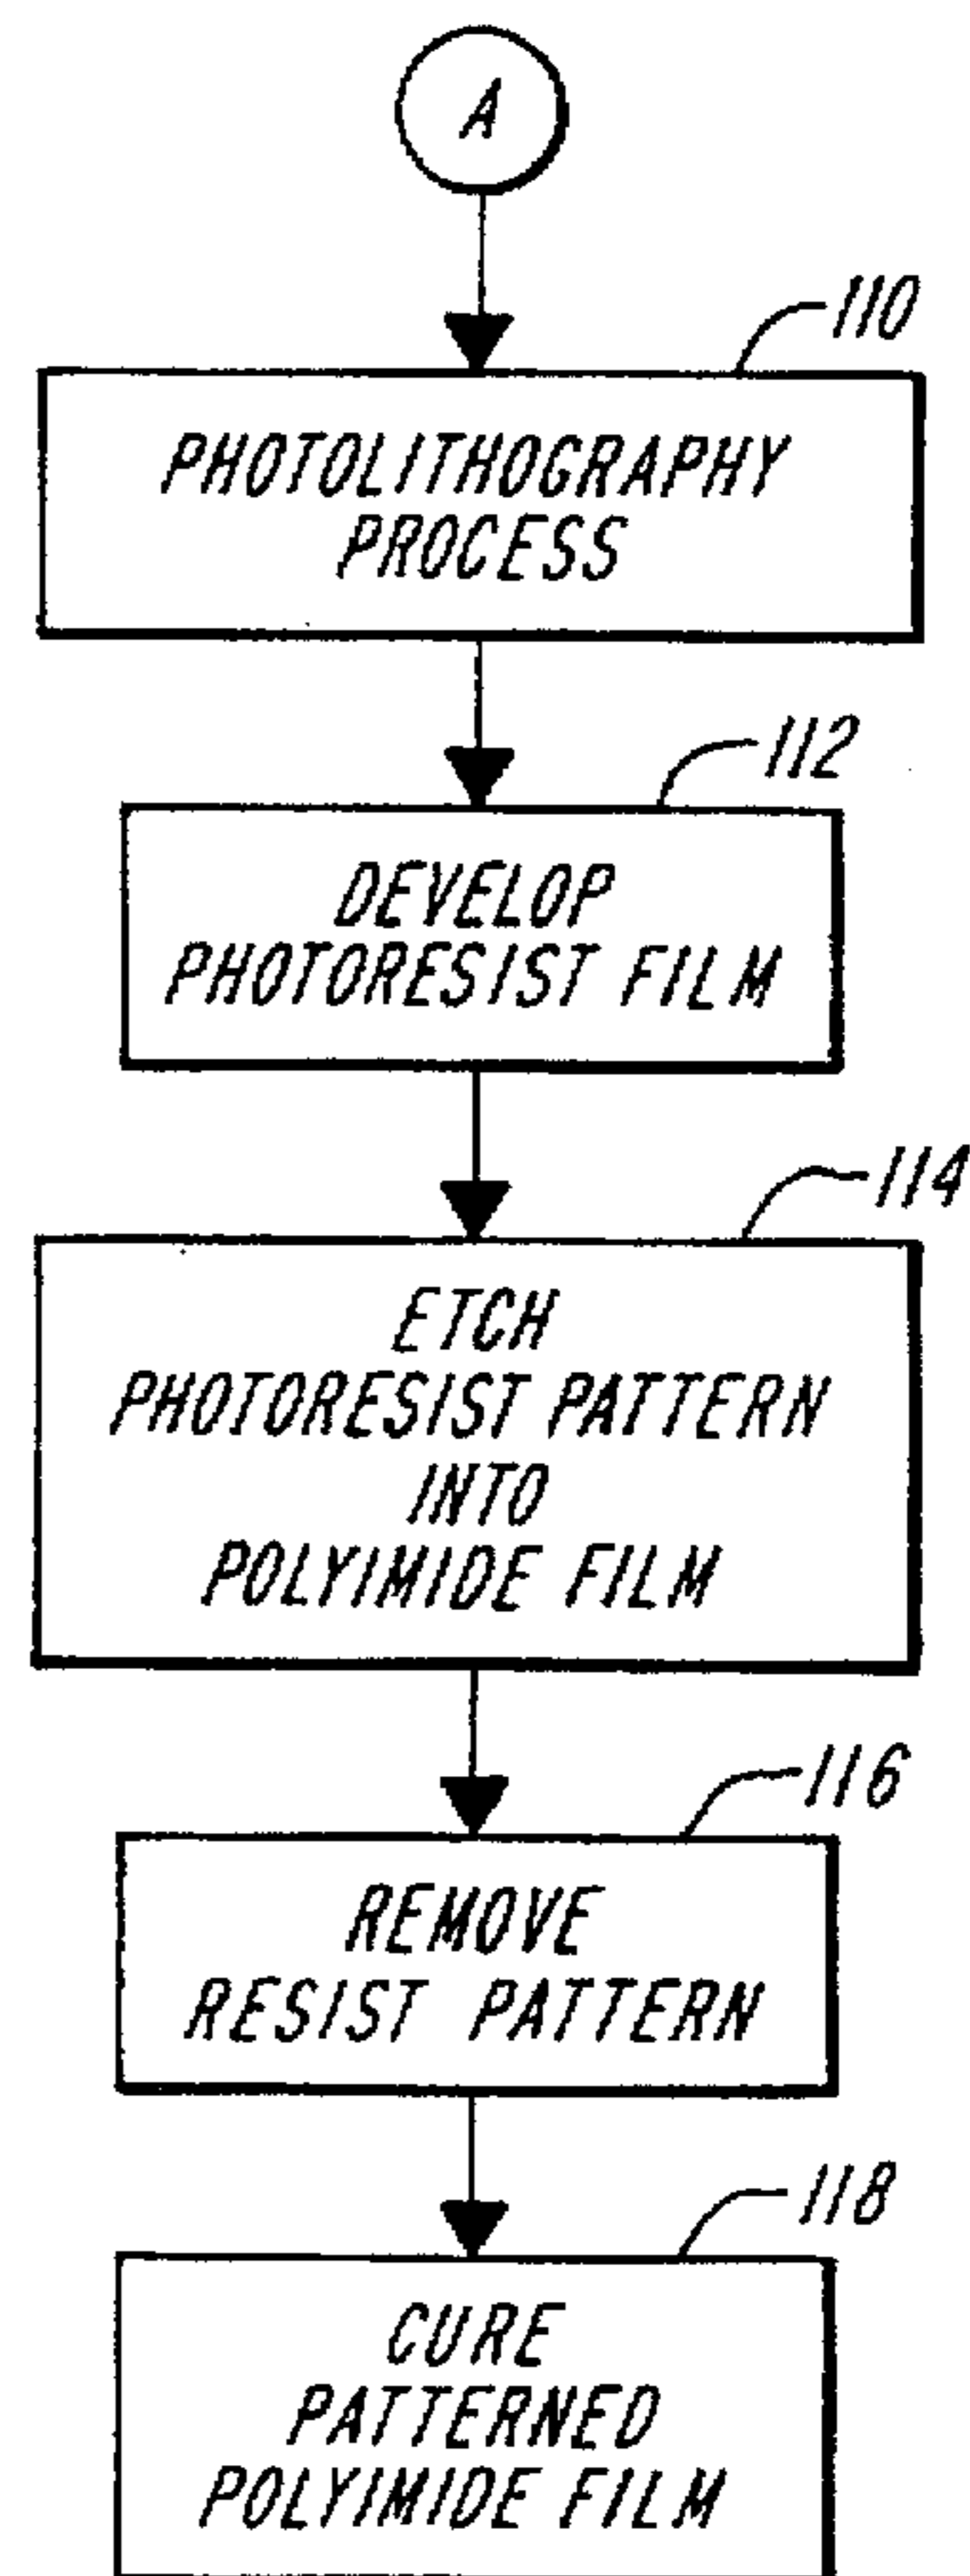 A
110
PHOTOLITHOGRAPHY
PROCESS
112
DEVELOP
PHOTORESIST FILM
114
ETCH
PHOTORESIST PATTERN
INTO
POLYIMIDE FILM
116
REMOVE
RESIST PATTERN
118
CURE
PATTERNED
POLYIMIDE FILM